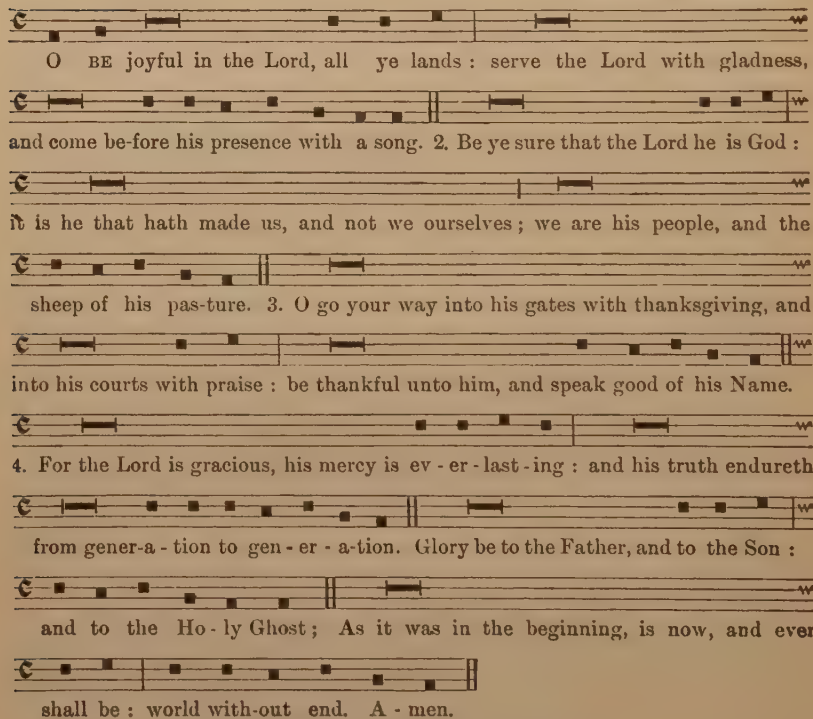 O BE joyful in the Lord, all ye lands : serve the Lord with gladness,
and come be-fore his presence with a song. 2. Be ye sure that the Lord he is God :
it is he that hath made us, and not we ourselves ; we are his people, and the
sheep of his pas-ture. 3. O go your way into his gates with thanksgiving, and
into his courts with praise : be thankful unto him, and speak good of his Name.
4. For the Lord is gracious, his mercy is ev - er - last - ing : and his truth endureth
from gener-a - tion to gen - er - a-tion. Glory be to the Father, and to the Son :
and to the Ho - ly Ghost ; As it was in the beginning, is now, and ever
shall be : world with-out end. A - men.